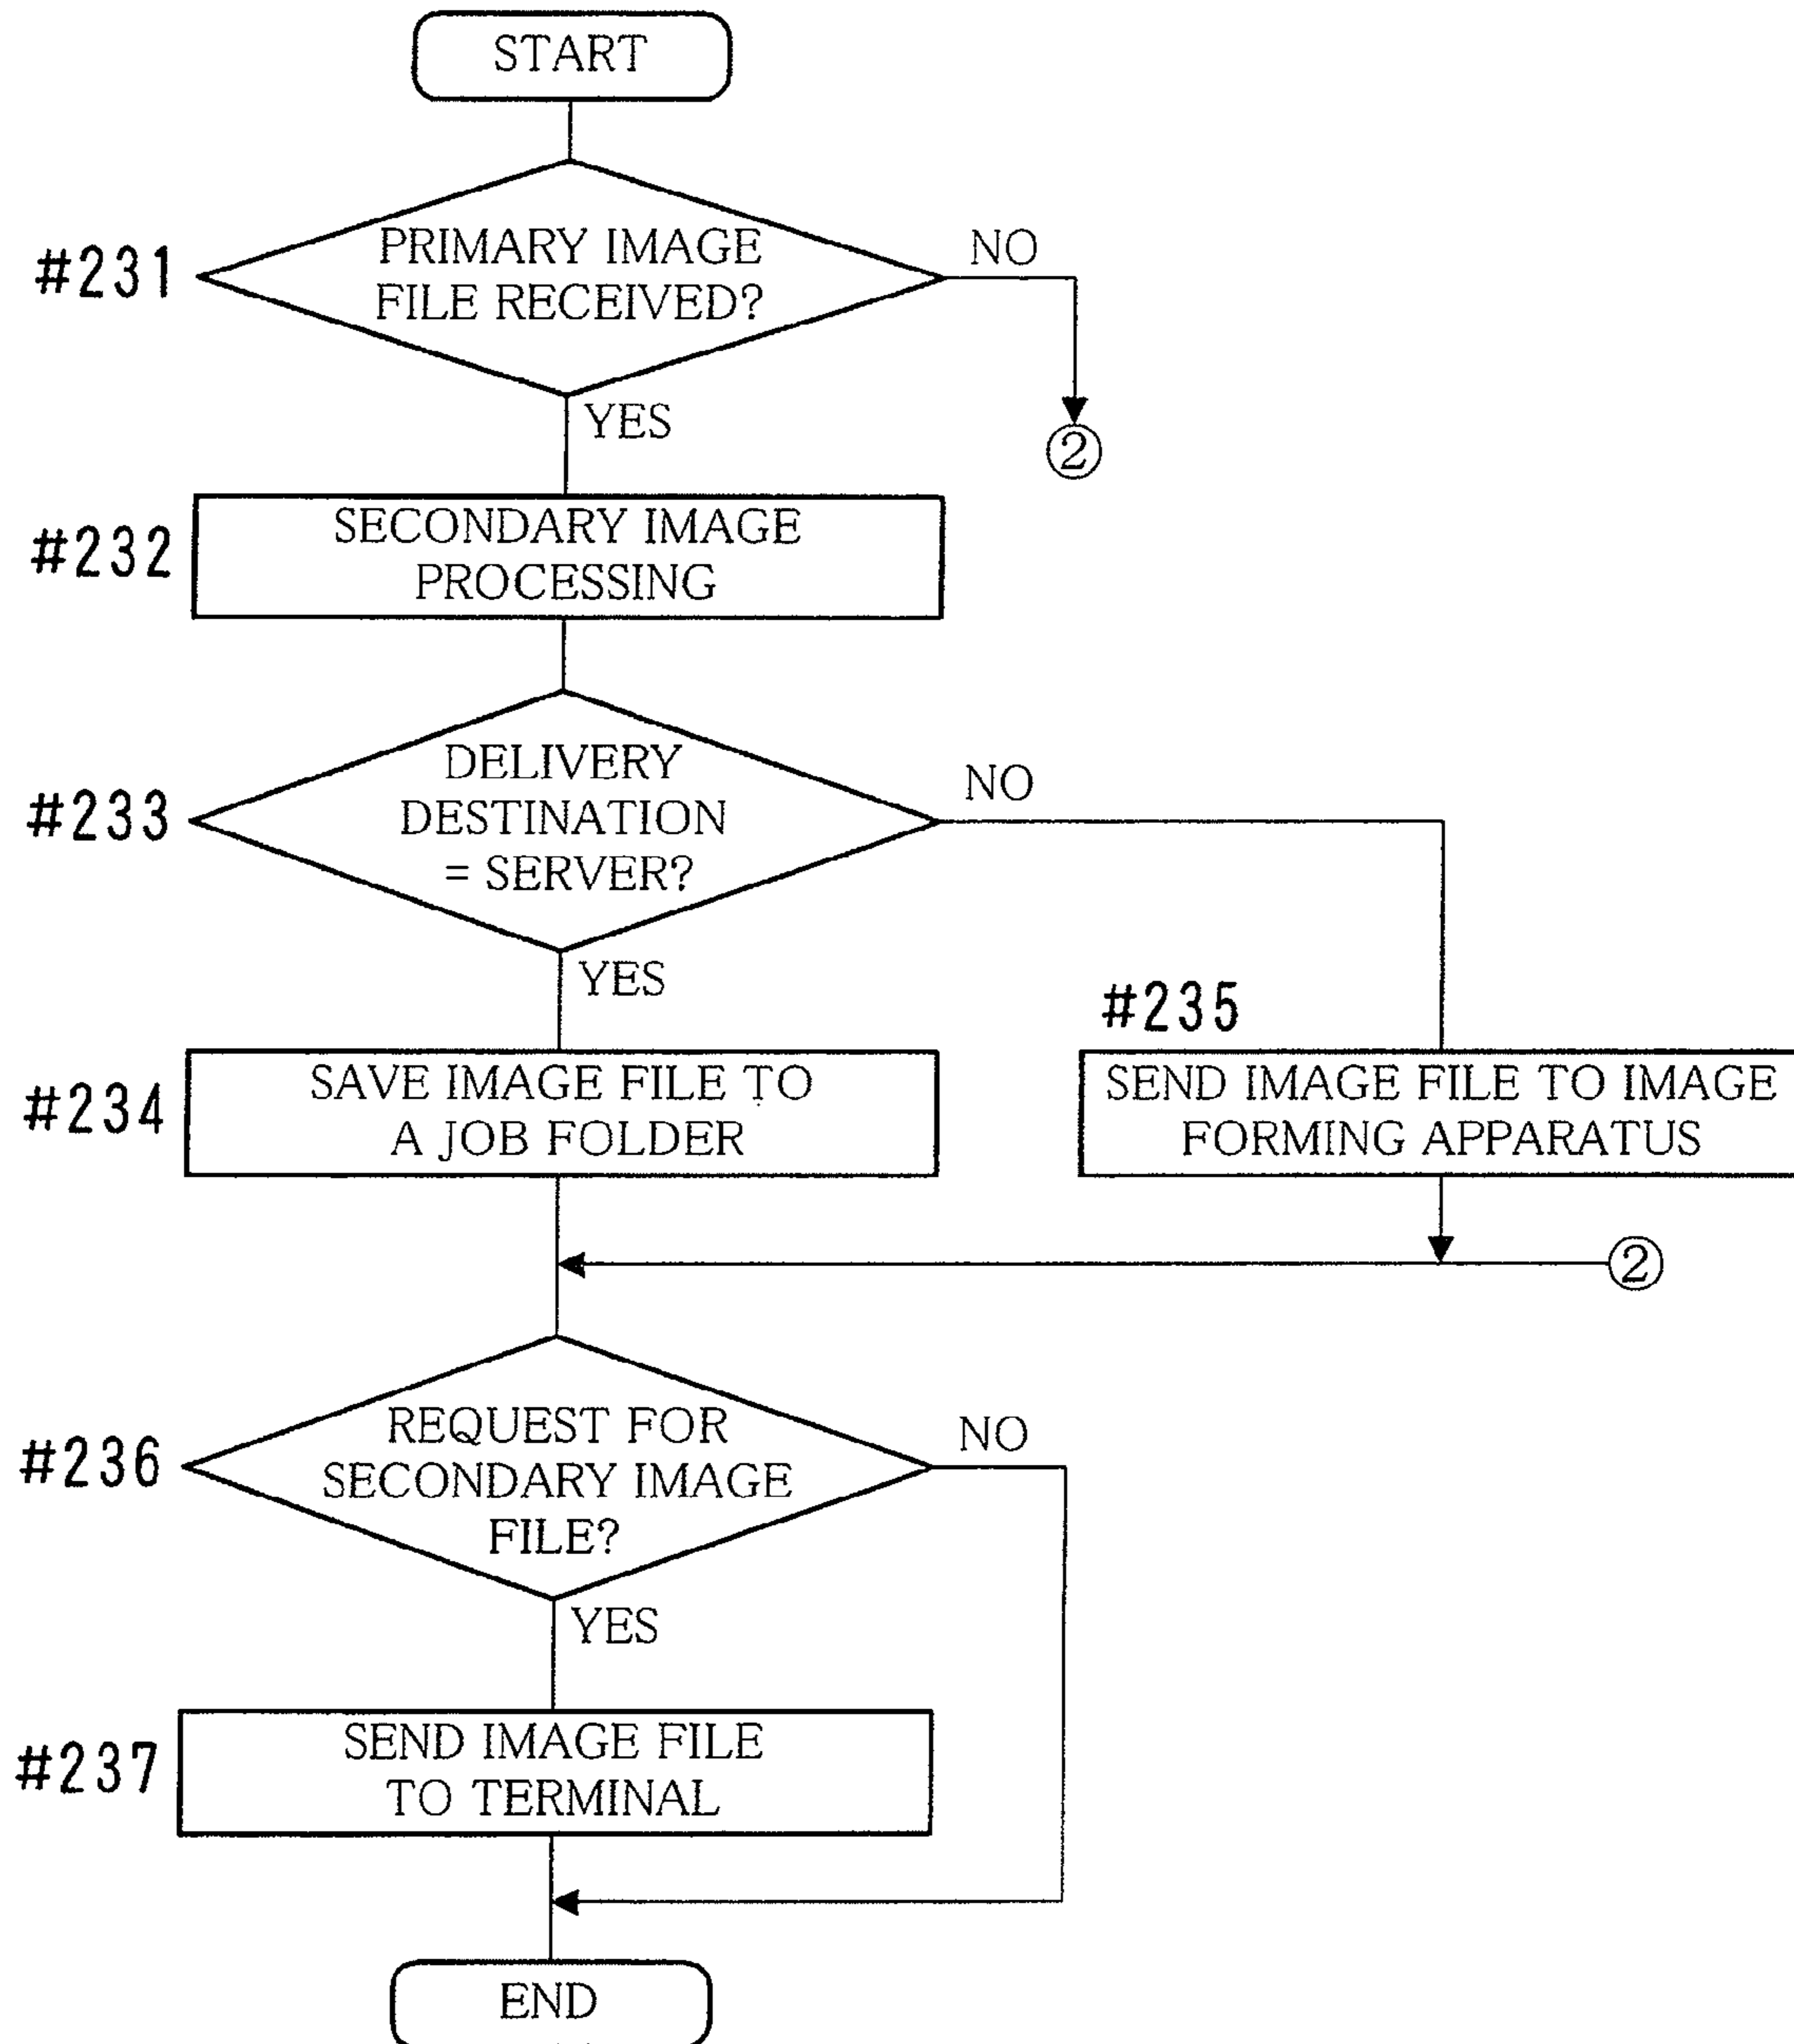 START
#231
PRIMARY IMAGE
FILE RECEIVED?
NO
②
YES
#232
SECONDARY IMAGE
PROCESSING
#233
DELIVERY
DESTINATION
= SERVER?
NO
YES
#234
SAVE IMAGE FILE TO
A JOB FOLDER
#235
SEND IMAGE FILE TO IMAGE
FORMING APPARATUS
②
#236
REQUEST FOR
SECONDARY IMAGE
FILE?
NO
YES
#237
SEND IMAGE FILE
TO TERMINAL
END